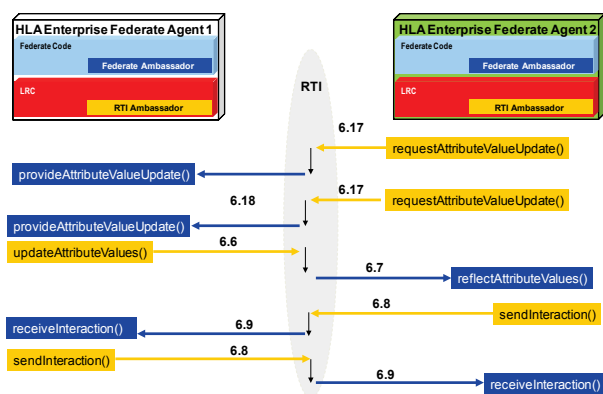 HLA Enterprise Federate Agent 1
HLA Enterprise Federate Agent 2
Federate Code
Federate Code
Federate Ambassador
Federate Ambassador
LRC
RTI
LRC
RTI Ambassador
RTI Ambassador
6.17
requestAttributeValueUpdate()
provideAttributeValueUpdate()
6.18
6.17
requestAttributeValueUpdate()
provideAttributeValueUpdate()
6.6
updateAttributeValues()
6.7
reflectAttributeValues()
6.8
sendInteraction()
6.9
receiveInteraction()
6.8
sendInteraction()
6.9
receiveInteraction()